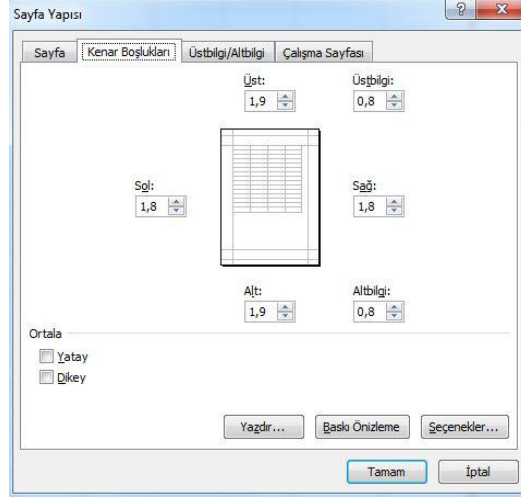 Sayfa Yapısı
Sayfa Kenar Boşlukları Üstbilgi/Altbilgi Çalışma Sayfası
Üst: Üstbilgi:
1,9 0,8
Sol: Sağ:
1,8 1,8
Alt: Altbilgi:
1,9 0,8
Ortala
Yatay
Dikey
Yazdır... Baskı Önizleme Seçenekler...
Tamam İptal